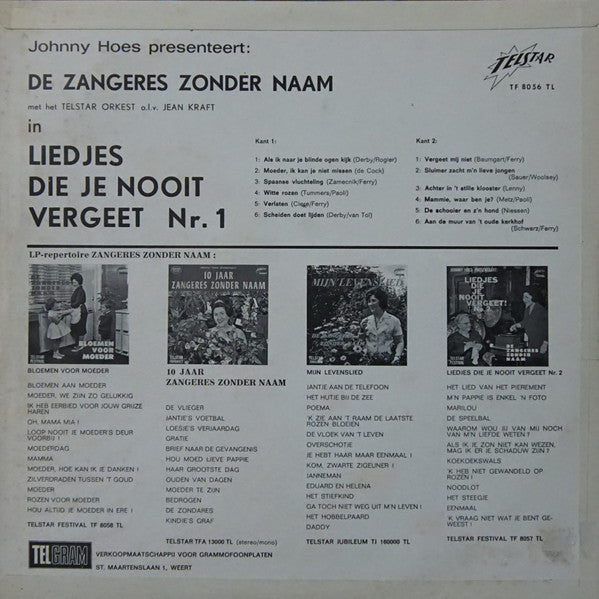 Johnny Hoes presenteert:
TELSTAR
TF 8056 TL
DE ZANGERES ZONDER NAAM
met het TELSTAR ORKEST o.l.v. JEAN KRAFT
in
LIEDJES
DIE JE NOOIT
VERGEET Nr. 1
Kant 1:
1: Als ik naar je blinde ogen kijk (Derby/Rogier)
2: Moeder, ik kan je niet missen (de Cock)
3: Spaanse vluchteling (Zamecnik/Ferry)
4: Witte rozen (Tummers/Paoli)
5: Verlaten (Clqe/Ferry)
6: Scheiden doet lijden (Derby/van Tol)
Kant 2:
1: Vergeet mij niet (Baumgart/Ferry)
2: Sluimer zacht m'n lieve jongen
(Sauer/Woolsey)
3: Achter in 't stille klooster (Lenny)
4: Mammie, waar ben je? (Metz/Paoli)
5: De schooier en z'n hond (Niessen)
6: Aan de muur van 't oude kerkhof
(Schwarz/Ferry)
LP-repertoire ZANGERES ZONDER NAAM :
BLOEMEN
VOOR
MOEDER
BLOEMEN VOOR MOEDER
BLOEMEN AAN MOEDER
MOEDER, WE ZIJN ZO GELUKKIG
IK HEB EERBIED VOOR JOUW GRIJZE
HAREN
OH, MAMA MIA !
LOOP NOOIT JE MOEDER'S DEUR
VOORBIJ !
MOEDERDAG
MAMMA
MOEDER, HOE KAN IK JE DANKEN !
ZILVERDRADEN TUSSEN 'T GOUD
MOEDER
ROZEN VOOR MOEDER
HOU ALTIJD JE MOEDER IN ERE !
TELSTAR FESTIVAL TF 8058 TL
10 JAAR
ZANGERES ZONDER NAAM
10 JAAR
ZANGERES ZONDER NAAM
DE VLIEGER
JANTJE'S VOETBAL
LOESJE'S VERJAARDAG
GRATIE
BRIEF NAAR DE GEVANGENIS
HOU MOED LIEVE PAPPIE
HAAR GROOTSTE DAG
OUDEN VAN DAGEN
MOEDER TE ZIJN
BEDROGEN
DE ZONDARES
KINDJE'S GRAF
TELSTAR TFA 13000 TL (stereo/mono)
MIJN LEVENSLIED
MIJN LEVENSLIED
JANTJE AAN DE TELEFOON
HET HUTJE BIJ DE ZEE
POEMA
'K ZIE AAN 'T RAAM DE LAATSTE
ROZEN BLOEIEN
DE VLOEK VAN 'T LEVEN
OVERSCHOTJE
JE HEBT HAAR MAAR EENMAAL !
KOM, ZWARTE ZIGEUNER !
JANNEMAN
EDUARD EN HELENA
HET STIEFKIND
GA TOCH NIET WEG UIT M'N LEVEN !
HET HOBBELPAARD
DADDY
TELSTAR JUBILEUM TJ 160000 TL
JOHNNY HOES PRESENTEERT:
LIEDJES
DIE JE
NOOIT
VERGEET!
Nr. 2
DE
ZANGERES
ZONDER
NAAM
LIEDJES DIE JE NOOIT VERGEET Nr. 2
HET LIED VAN HET PIEREMENT
M'N PAPPIE IS ENKEL 'N FOTO
MARILOU
DE SPEELBAL
WAAROM WOU JIJ VAN MIJ NOCH
VAN M'N LIEFDE WETEN ?
ALS IK JE ZON NIET KAN WEZEN,
MAG IK ER JE SCHADUW ZIJN ?
KOEKOEKSWALS
'K HEB NIET GEWANDELD OP
ROZEN !
NOODLOT
HET STEEGJE
EENMAAL
'K VRAAG NIET WAT JE BENT GE-
WEEST !
TELSTAR FESTIVAL TF 8057 TL
TELGRAM
VERKOOPMAATSCHAPPIJ VOOR GRAMMOFOONPLATEN
ST. MAARTENSLAAN 1, WEERT